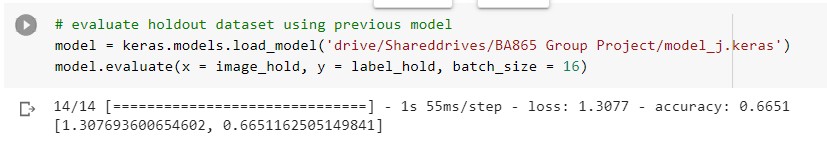 # evaluate holdout dataset using previous model
model = keras.models.load_model('drive/Shareddrives/BA865 Group Project/model_j.keras')
model.evaluate(x = image_hold, y = label_hold, batch_size = 16)
14/14 [==============================] - 1s 55ms/step - loss: 1.3077 - accuracy: 0.6651
[1.307693600654602, 0.6651162505149841]